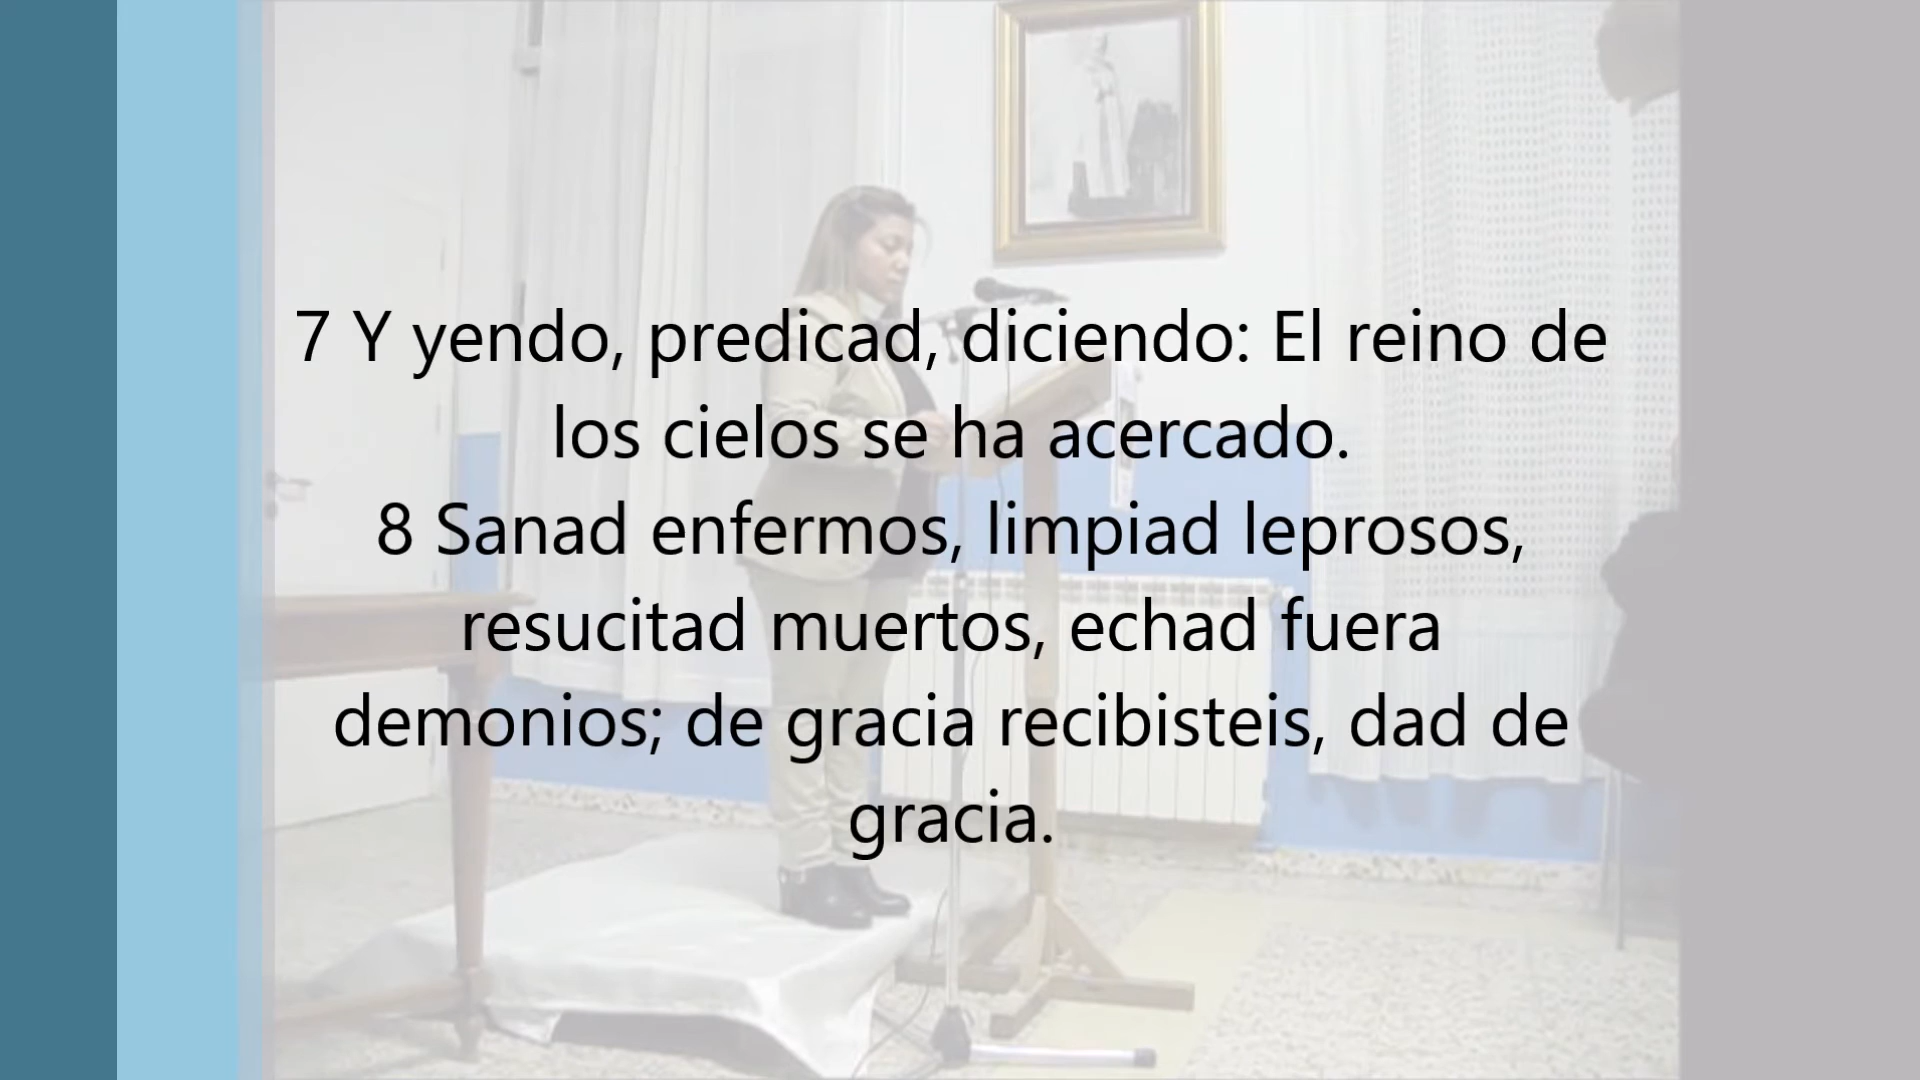 7 Y yendo, predicad, diciendo: El reino de
los cielos se ha acercado.
8 Sanad enfermos, limpiad leprosos,
resucitad muertos, echad fuera
demonios; de gracia recibisteis, dad de
gracia.